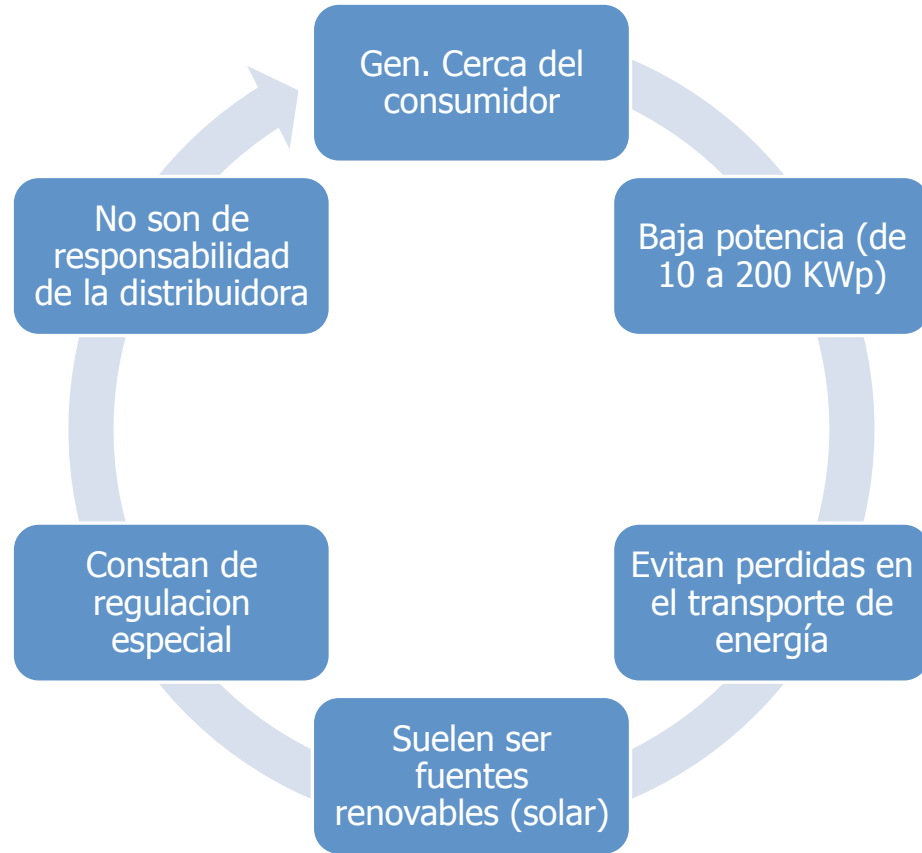 Gen. Cerca del
consumidor
Baja potencia (de
10 a 200 KWp)
Evitan perdidas en
el transporte de
energía
Suelen ser
fuentes
renovables (solar)
Constan de
regulacion
especial
No son de
responsabilidad
de la distribuidora